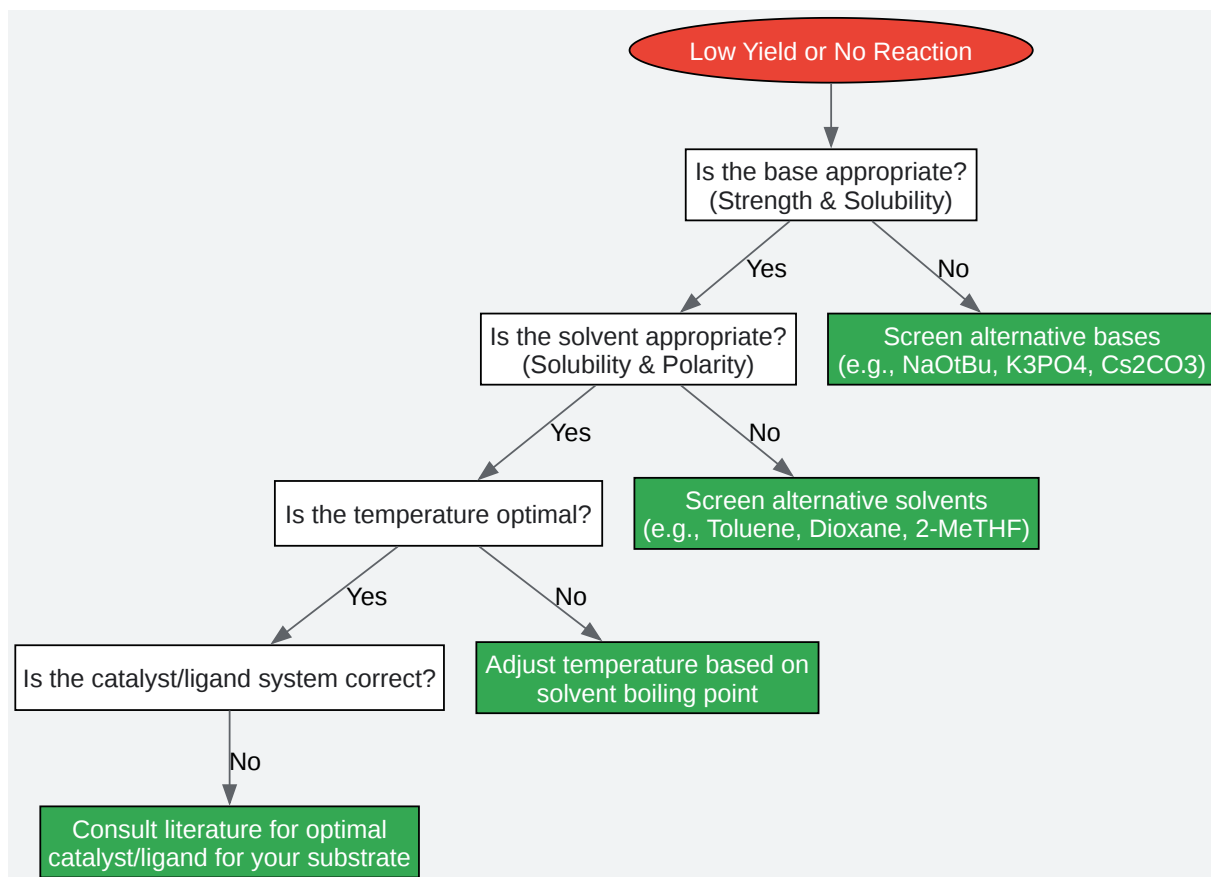 Low Yield or No Reaction
Is the base appropriate?
(Strength & Solubility)
Yes
No
Is the solvent appropriate?
(Solubility & Polarity)
Screen alternative bases
(e.g., NaOtBu, K3PO4, Cs2CO3)
Yes
No
Is the temperature optimal?
Screen alternative solvents
(e.g., Toluene, Dioxane, 2-MeTHF)
Yes
No
Is the catalyst/ligand system correct?
Adjust temperature based on
solvent boiling point
No
Consult literature for optimal
catalyst/ligand for your substrate